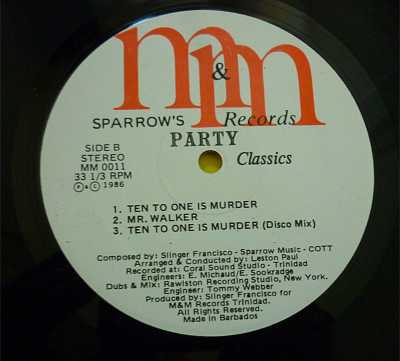 m&m
SPARROW'S Records
PARTY
SIDE B
STEREO Classics
MM 0011
33 1/3 RPM
℗ & © 1986
1. TEN TO ONE IS MURDER
2. MR. WALKER
3. TEN TO ONE IS MURDER (Disco Mix)
Composed by: Slinger Francisco - Sparrow Music - COTT
Arranged & Conducted by: Leston Paul
Recorded at: Coral Sound Studio - Trinidad
Engineers: E. Michaud/E. Sookradge
Dubs & Mix: Rawlston Recording Studio, New York.
Engineer: Tommy Webber
Produced by: Slinger Francisco for
M&M Records Trinidad.
All Rights Reserved.
Made in Barbados